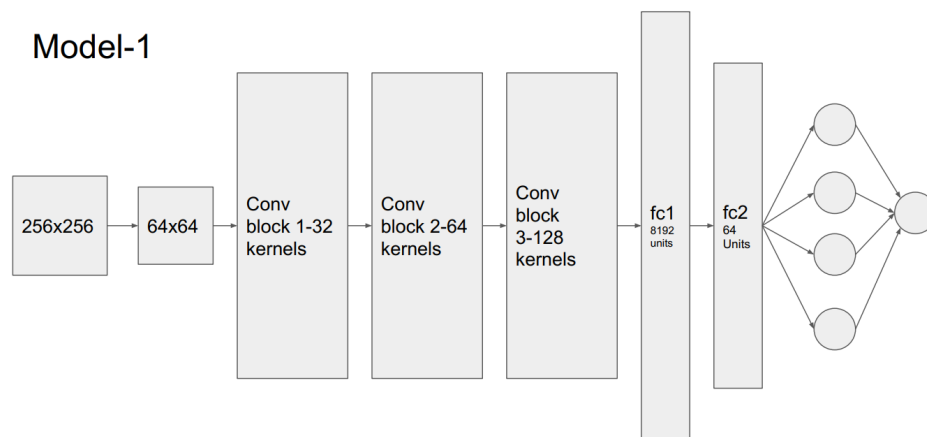 Model-1
256x256
64x64
Conv
block 1-32
kernels
Conv
block 2-64
kernels
Conv
block
3-128
kernels
fc1
8192
units
fc2
64
Units